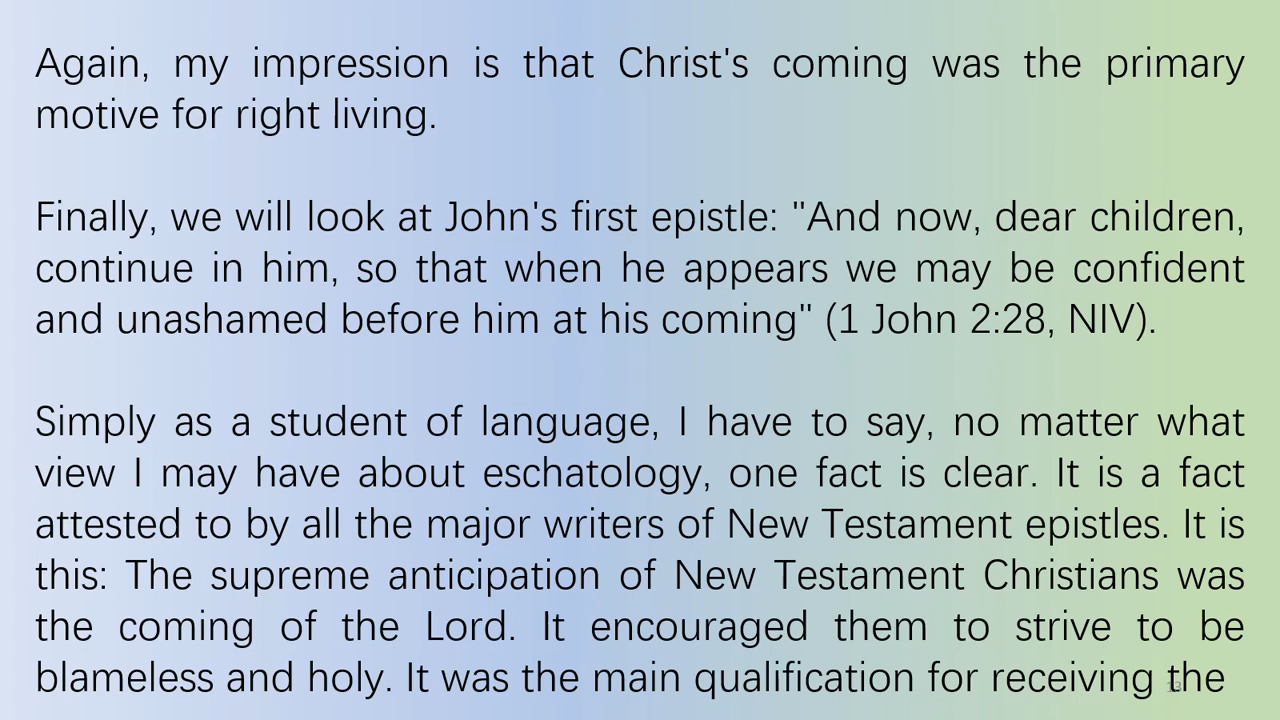 Again, my impression is that Christ's coming was the primary
motive for right living.
Finally, we will look at John's first epistle: "And now, dear children,
continue in him, so that when he appears we may be confident
and unashamed before him at his coming" (1 John 2:28, NIV).
Simply as a student of language, I have to say, no matter what
view I may have about eschatology, one fact is clear. It is a fact
attested to by all the major writers of New Testament epistles. It is
this: The supreme anticipation of New Testament Christians was
the coming of the Lord. It encouraged them to strive to be
blameless and holy. It was the main qualification for receiving the